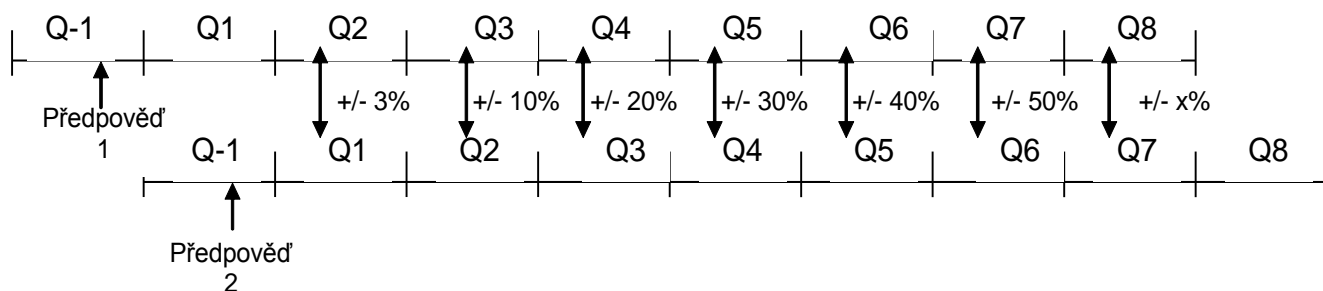 Q-1 Q1 Q2 Q3 Q4 Q5 Q6 Q7 Q8
+/- 3% +/- 10% +/- 20% +/- 30% +/- 40% +/- 50% +/- x%
Předpověď
1
Q-1 Q1 Q2 Q3 Q4 Q5 Q6 Q7 Q8
Předpověď
2